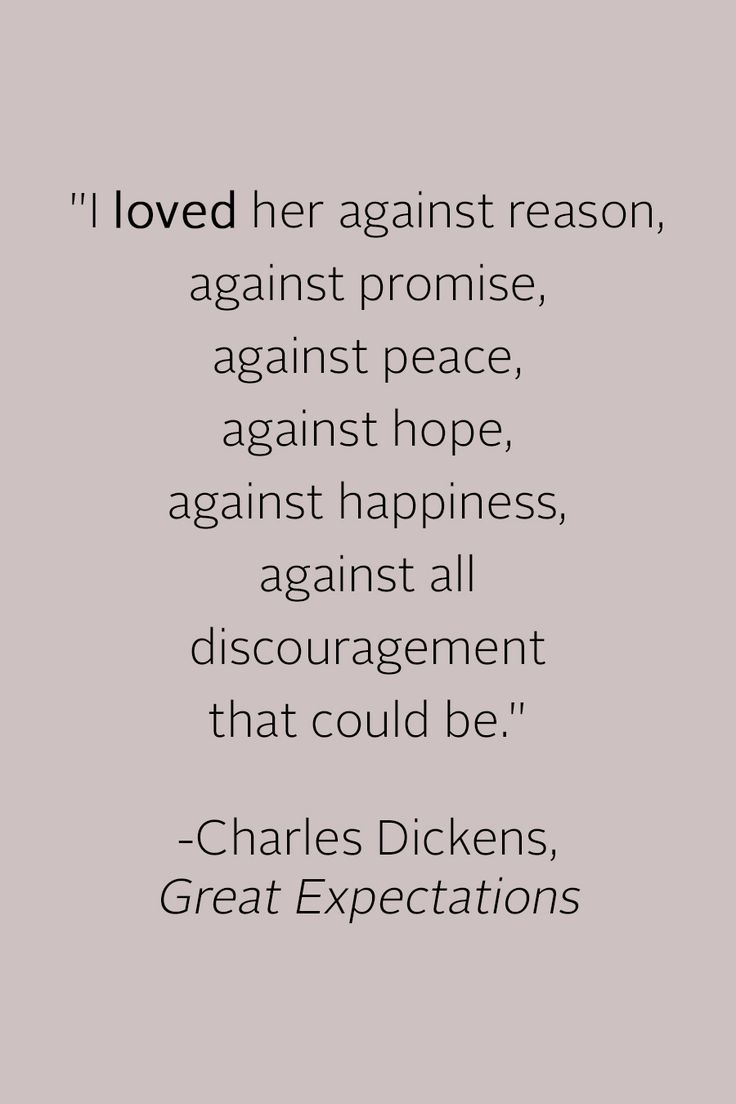 "I loved her against reason,
against promise,
against peace,
against hope,
against happiness,
against all
discouragement
that could be."
-Charles Dickens,
Great Expectations